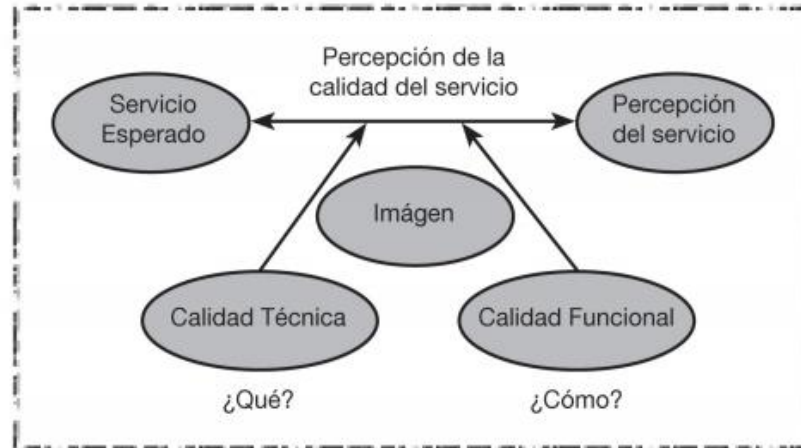 Percepción de la
calidad del servicio
Servicio
Esperado
Percepción
del servicio
Imágen
Calidad Técnica
Calidad Funcional
¿Qué?
¿Cómo?